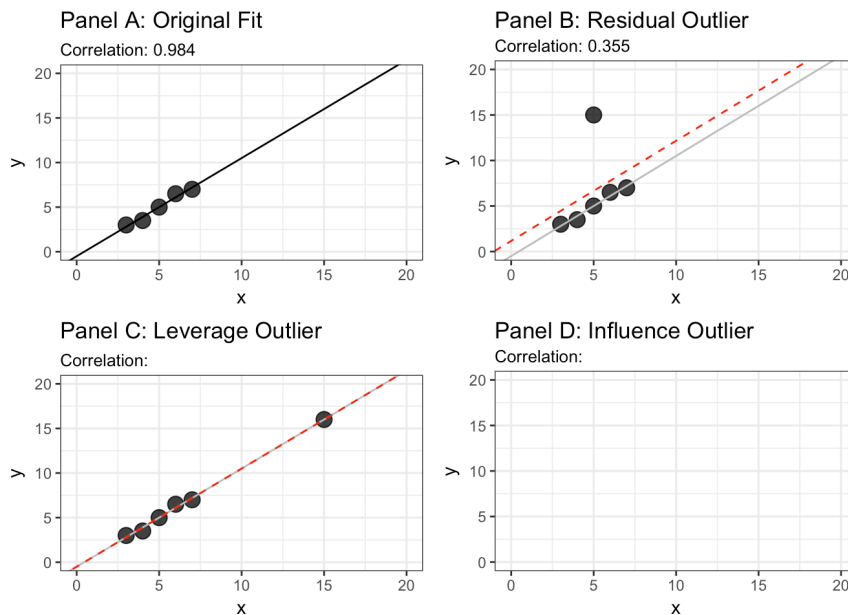 Panel A: Original Fit
Correlation: 0.984
20
15
10
5
0
y
0 5 10 15 20
x
Panel B: Residual Outlier
Correlation: 0.355
20
15
10
5
0
y
0 5 10 15 20
x
Panel C: Leverage Outlier
Correlation:
20
15
10
5
0
y
0 5 10 15 20
x
Panel D: Influence Outlier
Correlation:
20
15
10
5
0
y
0 5 10 15 20
x